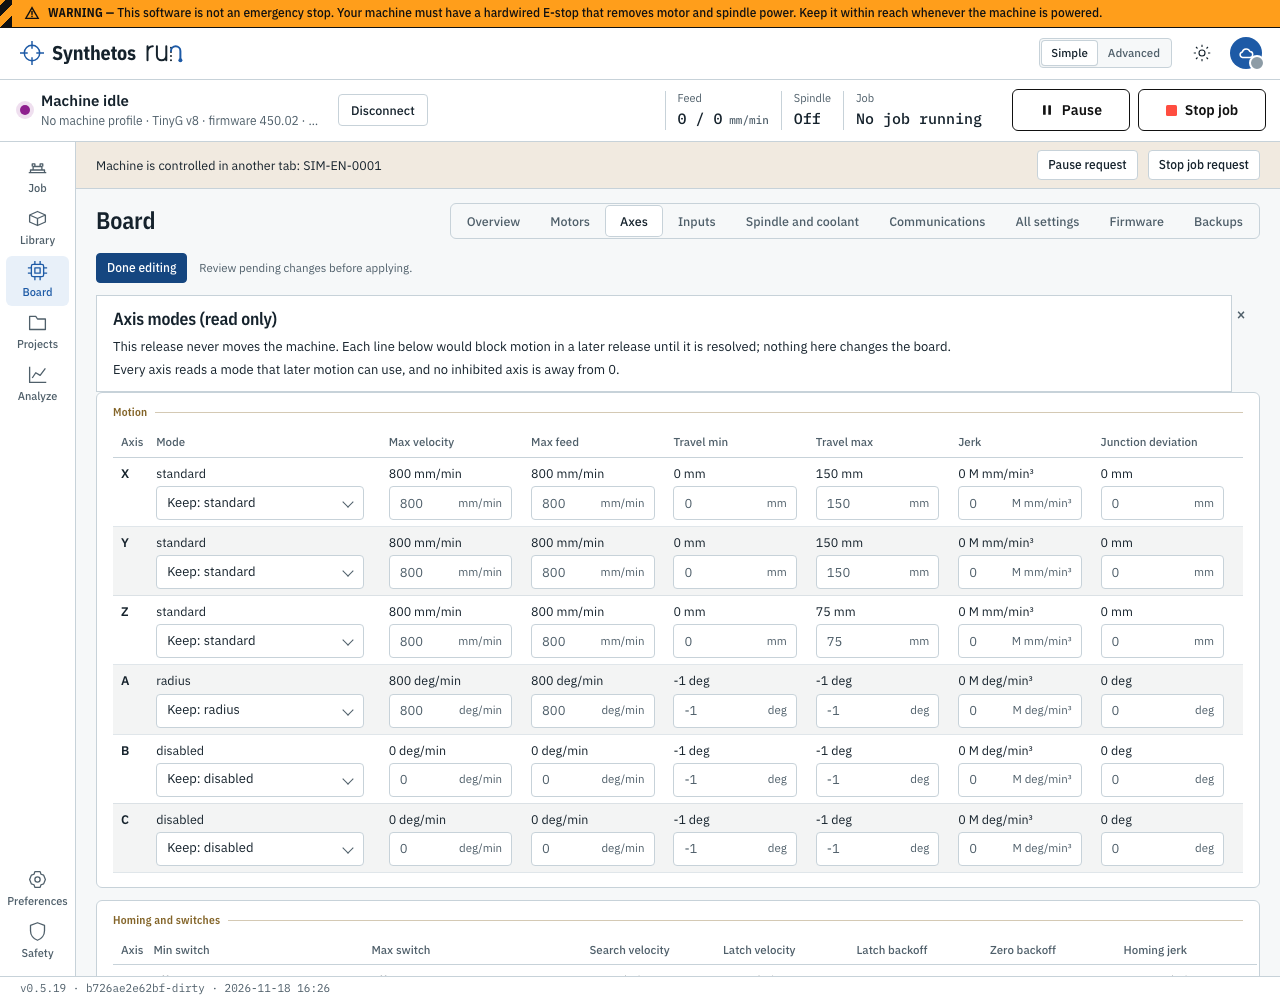 WARNING — This software is not an emergency stop. Your machine must have a hardwired E-stop that removes motor and spindle power. Keep it within reach whenever the machine is powered.
Synthetos run
Simple Advanced
Machine idle
No machine profile · TinyG v8 · firmware 450.02 · ...
Disconnect
Feed Spindle Job
0 / 0 mm/min Off No job running
Pause Stop job
Machine is controlled in another tab: SIM-EN-0001
Pause request Stop job request
Job
Library
Board
Projects
Analyze
Preferences
Safety
Board
Overview Motors Axes Inputs Spindle and coolant Communications All settings Firmware Backups
Done editing Review pending changes before applying.
Axis modes (read only)
×
This release never moves the machine. Each line below would block motion in a later release until it is resolved; nothing here changes the board.
Every axis reads a mode that later motion can use, and no inhibited axis is away from 0.
Motion
Axis Mode Max velocity Max feed Travel min Travel max Jerk Junction deviation
X standard 800 mm/min 800 mm/min 0 mm 150 mm 0 M mm/min³ 0 mm
Keep: standard 800 mm/min 800 mm/min 0 mm 150 mm 0 M mm/min³ 0 mm
Y standard 800 mm/min 800 mm/min 0 mm 150 mm 0 M mm/min³ 0 mm
Keep: standard 800 mm/min 800 mm/min 0 mm 150 mm 0 M mm/min³ 0 mm
Z standard 800 mm/min 800 mm/min 0 mm 75 mm 0 M mm/min³ 0 mm
Keep: standard 800 mm/min 800 mm/min 0 mm 75 mm 0 M mm/min³ 0 mm
A radius 800 deg/min 800 deg/min -1 deg -1 deg 0 M deg/min³ 0 deg
Keep: radius 800 deg/min 800 deg/min -1 deg -1 deg 0 M deg/min³ 0 deg
B disabled 0 deg/min 0 deg/min -1 deg -1 deg 0 M deg/min³ 0 deg
Keep: disabled 0 deg/min 0 deg/min -1 deg -1 deg 0 M deg/min³ 0 deg
C disabled 0 deg/min 0 deg/min -1 deg -1 deg 0 M deg/min³ 0 deg
Keep: disabled 0 deg/min 0 deg/min -1 deg -1 deg 0 M deg/min³ 0 deg
Homing and switches
Axis Min switch Max switch Search velocity Latch velocity Latch backoff Zero backoff Homing jerk
v0.5.19 · b726ae2e62bf-dirty · 2026-11-18 16:26